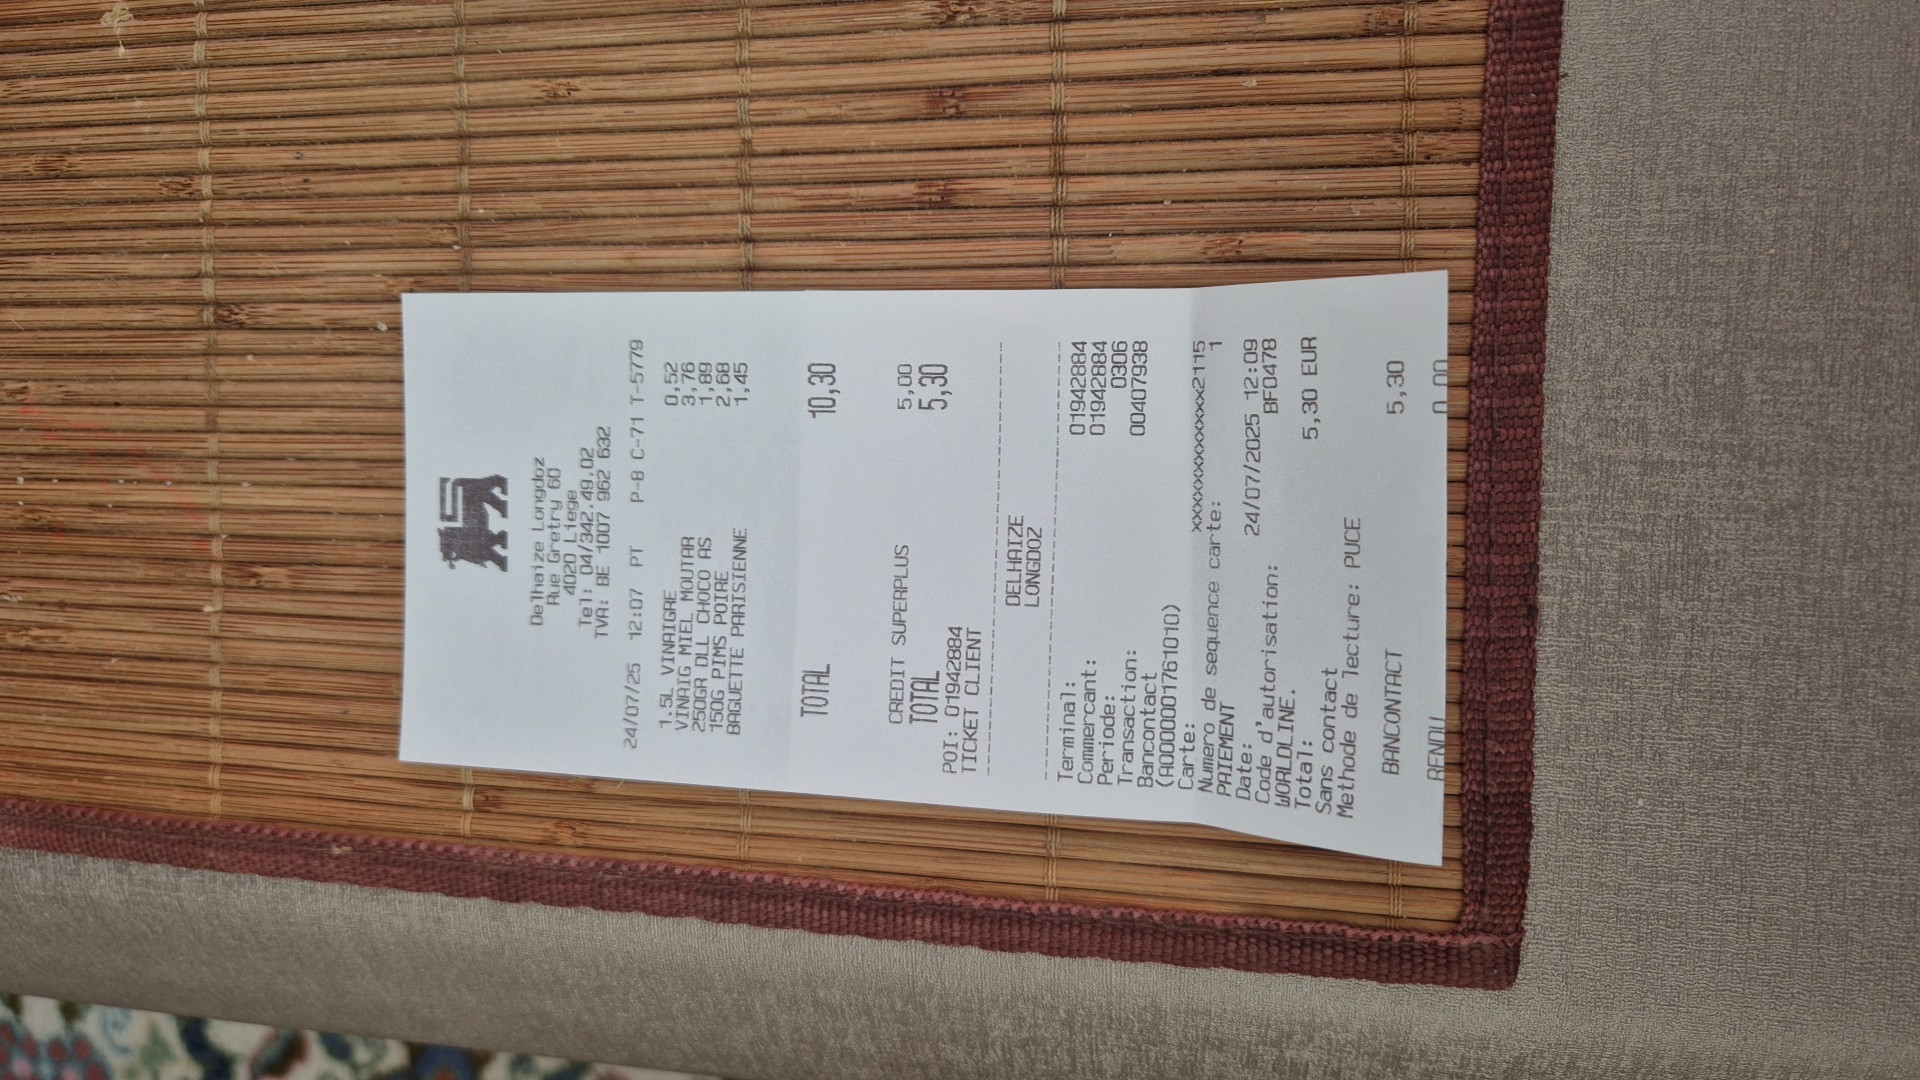 Delhaize Longdoz
Rue Gretry 60
4020 Liege
Tel: 04/342.49.02
TVA: BE 1007 962 632
24/07/25 12:07 PT P-8 C-71 T-5779
1.5L VINAIGRE 0,52
VINAIG MIEL MOUTAR 3,76
250GR DLL CHOCO AS 1,89
150G PIMS POIRE 2,68
BAGUETTE PARISIENNE 1,45
TOTAL 10,30
CREDIT SUPERPLUS 5,00
TOTAL 5,30
POI: 01942884
TICKET CLIENT
DELHAIZE
LONGDOZ
Terminal: 01942884
Commercant: 01942884
Periode: 0306
Transaction: 00407938
Bancontact
(A0000001761010)
Carte: xxxxxxxxxxxxxxx2115
Numero de sequence carte: 1
PAIEMENT
Date: 24/07/2025 12:09
Code d'autorisation: BF0478
WORLDLINE.
Total: 5,30 EUR
Sans contact
Methode de lecture: PUCE
BANCONTACT 5,30
RENDU 0,00